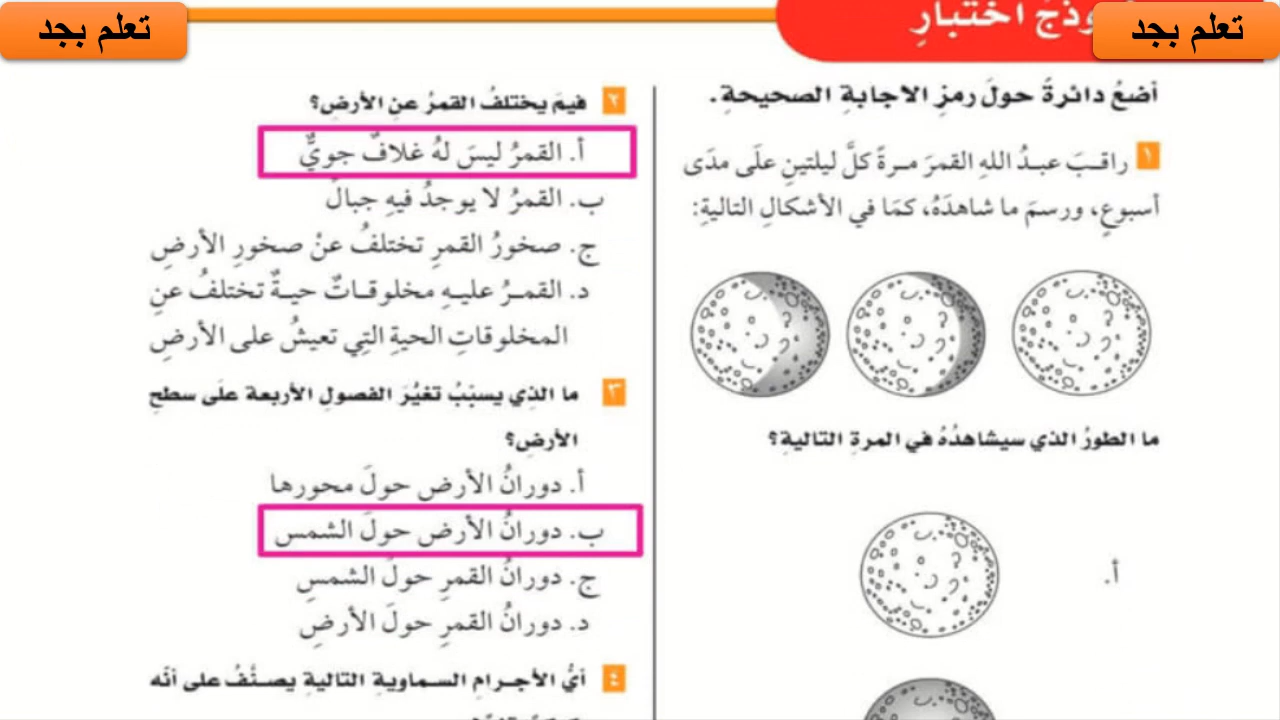 تعلم بجد
تعلم بجد
اختبارِ
أضعُ دائرةً حولَ رمزِ الاجابةِ الصحيحةِ.
١ راقبَ عبدُ اللهِ القمرَ مرةً كلَّ ليلتينِ علَى مدَى
أسبوعٍ، ورسمَ ما شاهدَهُ، كمَا في الأشكالِ التاليةِ:
ما الطورُ الذي سيشاهدُهُ في المرةِ التاليةِ؟
أ.
٢ فيمَ يختلفُ القمرُ عنِ الأرضِ؟
أ. القمرُ ليسَ لهُ غلافٌ جويٌّ
ب. القمرُ لا يوجدُ فيهِ جبالٌ
ج. صخورُ القمرِ تختلفُ عنْ صخورِ الأرضِ
د. القمرُ عليهِ مخلوقاتٌ حيةٌ تختلفُ عنِ
المخلوقاتِ الحيةِ التِي تعيشُ على الأرضِ
٣ ما الذِي يسبِّبُ تغيُّرَ الفصولِ الأربعة علَى سطحِ
الأرضِ؟
أ. دورانُ الأرض حولَ محورها
ب. دورانُ الأرض حولَ الشمس
ج. دورانُ القمرِ حولَ الشمسِ
د. دورانُ القمرِ حولَ الأرضِ
٤ أيُّ الأجرامِ السماويةِ التاليةِ يصنَّفُ على أنّه